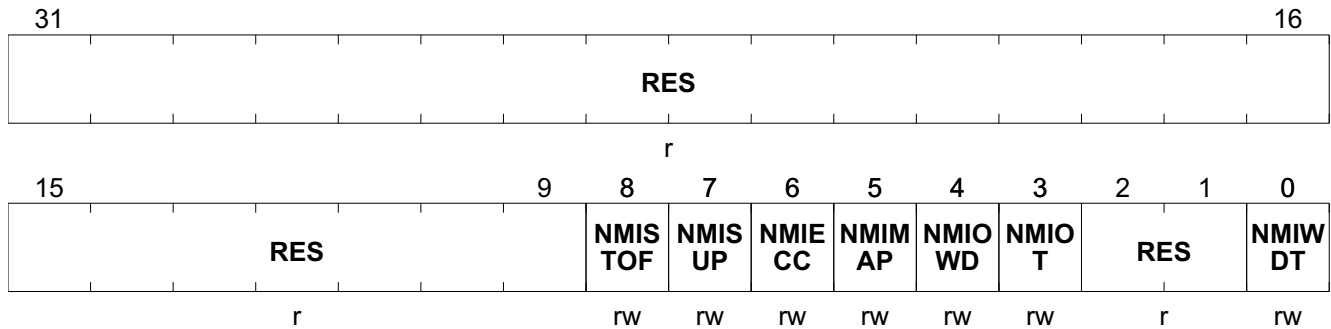 31 16
RES
r
15 9 8 7 6 5 4 3 2 1 0
RES NMIS TOF NMIS UP NMIE CC NMIM AP NMIO WD NMIO T RES NMIW DT
r rw rw rw rw rw rw r rw